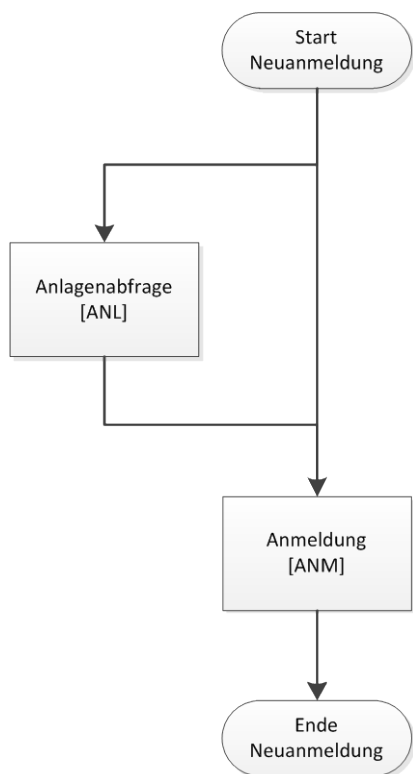 Start
Neuanmeldung
Anlagenabfrage
[ANL]
Anmeldung
[ANM]
Ende
Neuanmeldung